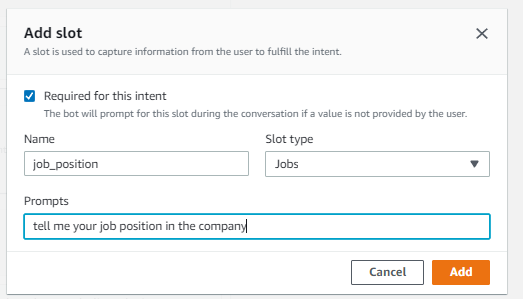 Add slot
A slot is used to capture information from the user to fulfill the intent.
Required for this intent
The bot will prompt for this slot during the conversation if a value is not provided by the user.
Name
Slot type
job_position
Jobs
Prompts
tell me your job position in the company
Cancel
Add